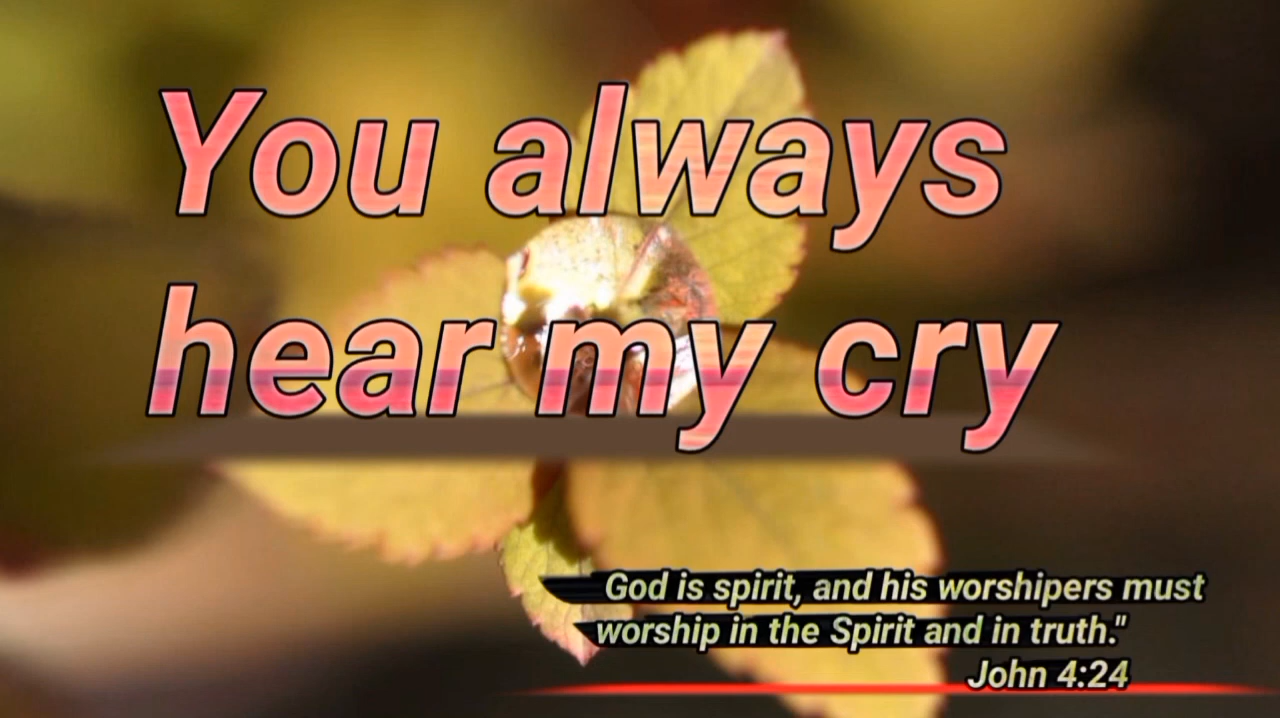 You always
hear my cry
God is spirit, and his worshipers must
worship in the Spirit and in truth."
John 4:24